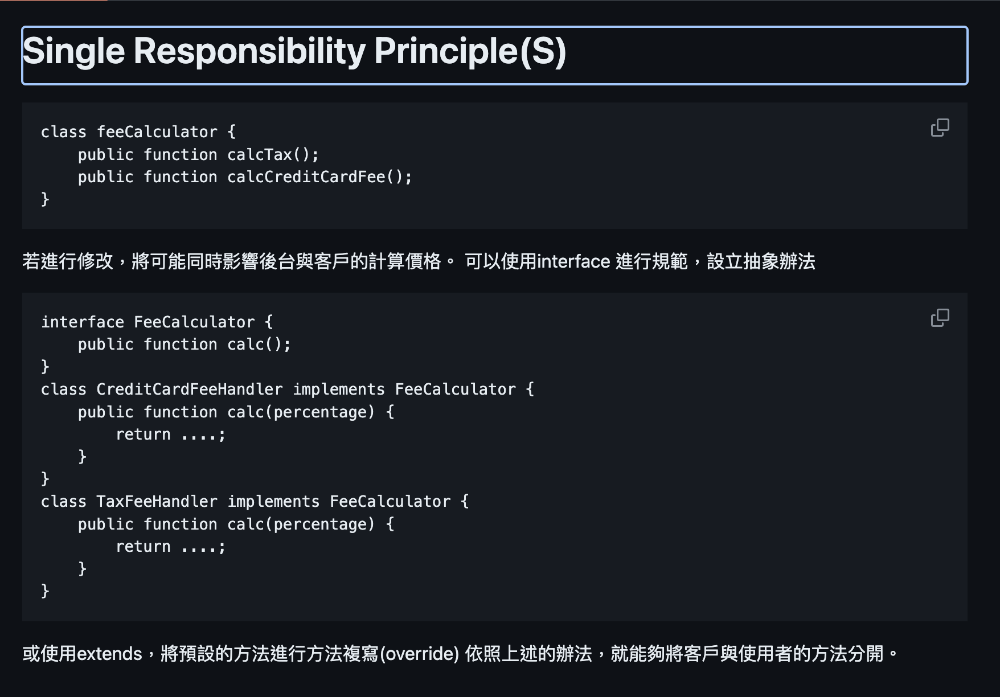 Single Responsibility Principle(S)
class feeCalculator {
    public function calcTax();
    public function calcCreditCardFee();
}
若進行修改，將可能同時影響後台與客戶的計算價格。 可以使用interface 進行規範，設立抽象辦法
interface FeeCalculator {
    public function calc();
}
class CreditCardFeeHandler implements FeeCalculator {
    public function calc(percentage) {
        return ....;
    }
}
class TaxFeeHandler implements FeeCalculator {
    public function calc(percentage) {
        return ....;
    }
}
或使用extends，將預設的方法進行方法複寫(override) 依照上述的辦法，就能夠將客戶與使用者的方法分開。